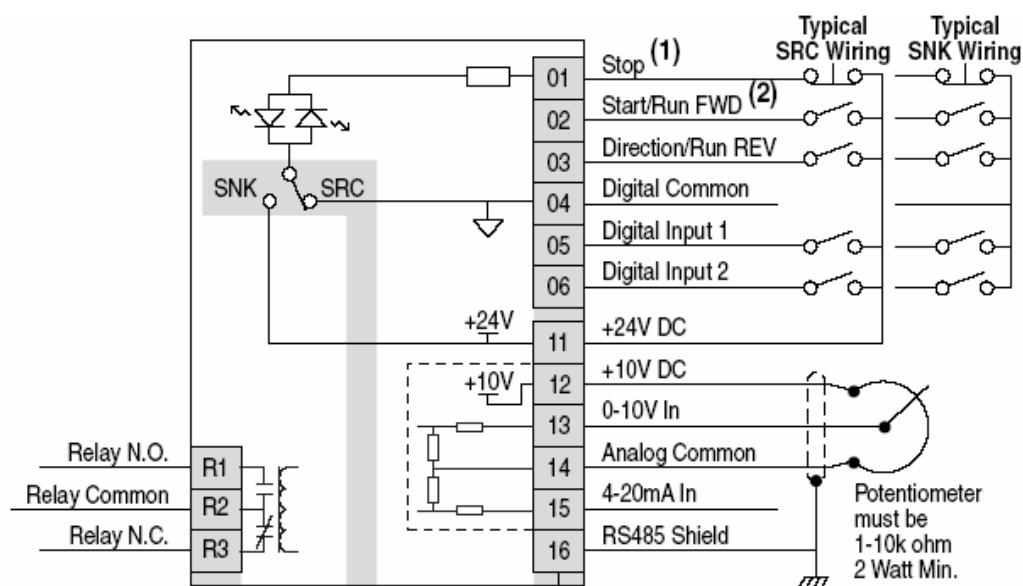 Typical
SRC Wiring
Typical
SNK Wiring
01
Stop (1)
02
Start/Run FWD (2)
03
Direction/Run REV
SNK
SRC
04
Digital Common
05
Digital Input 1
06
Digital Input 2
+24V
11
+24V DC
+10V
12
+10V DC
13
0-10V In
14
Analog Common
15
4-20mA In
16
RS485 Shield
Relay N.O.
R1
Relay Common
R2
Relay N.C.
R3
Potentiometer
must be
1-10k ohm
2 Watt Min.